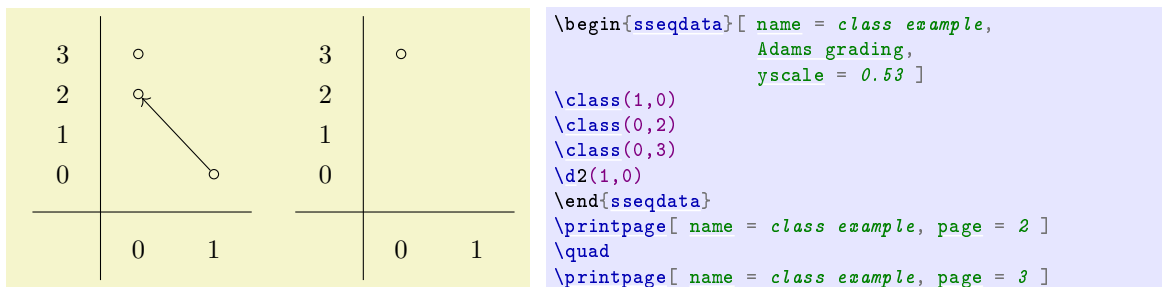 3 3
2 2
1 1
0 0
0 1 0 1
\begin{sseqdata}[ name = class example,
Adams grading,
yscale = 0.53 ]
\class(1,0)
\class(0,2)
\class(0,3)
\d2(1,0)
\end{sseqdata}
\printpage[ name = class example, page = 2 ]
\quad
\printpage[ name = class example, page = 3 ]